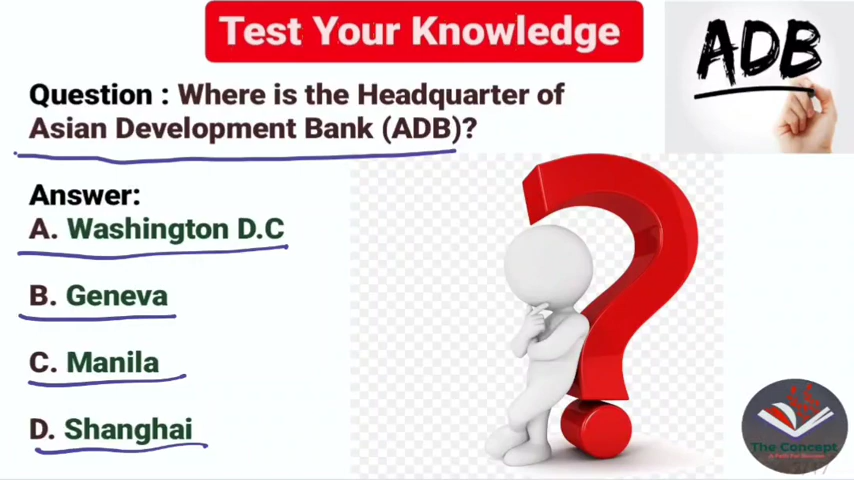 Test Your Knowledge
ADB
Question : Where is the Headquarter of
Asian Development Bank (ADB)?
Answer:
A. Washington D.C
B. Geneva
C. Manila
D. Shanghai
The Concept